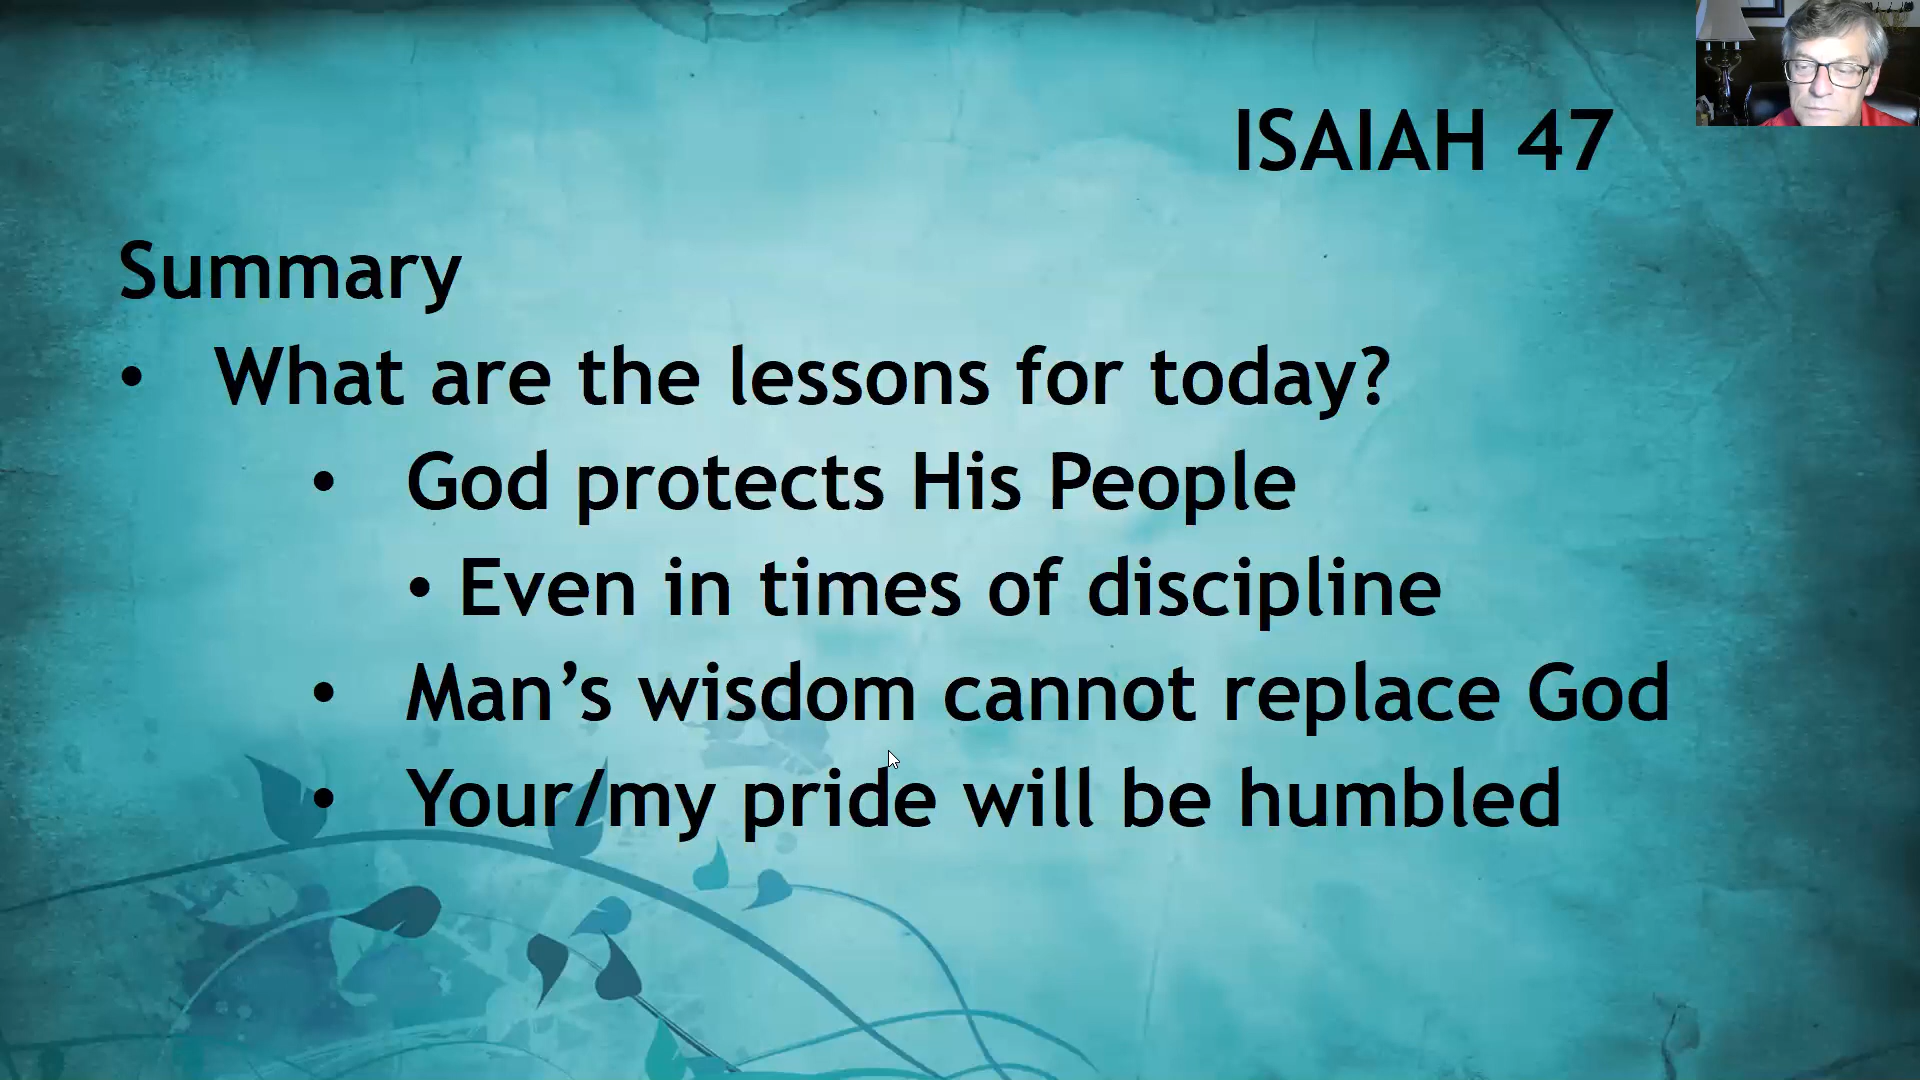 ISAIAH 47
Summary
• What are the lessons for today?
• God protects His People
• Even in times of discipline
• Man’s wisdom cannot replace God
• Your/my pride will be humbled